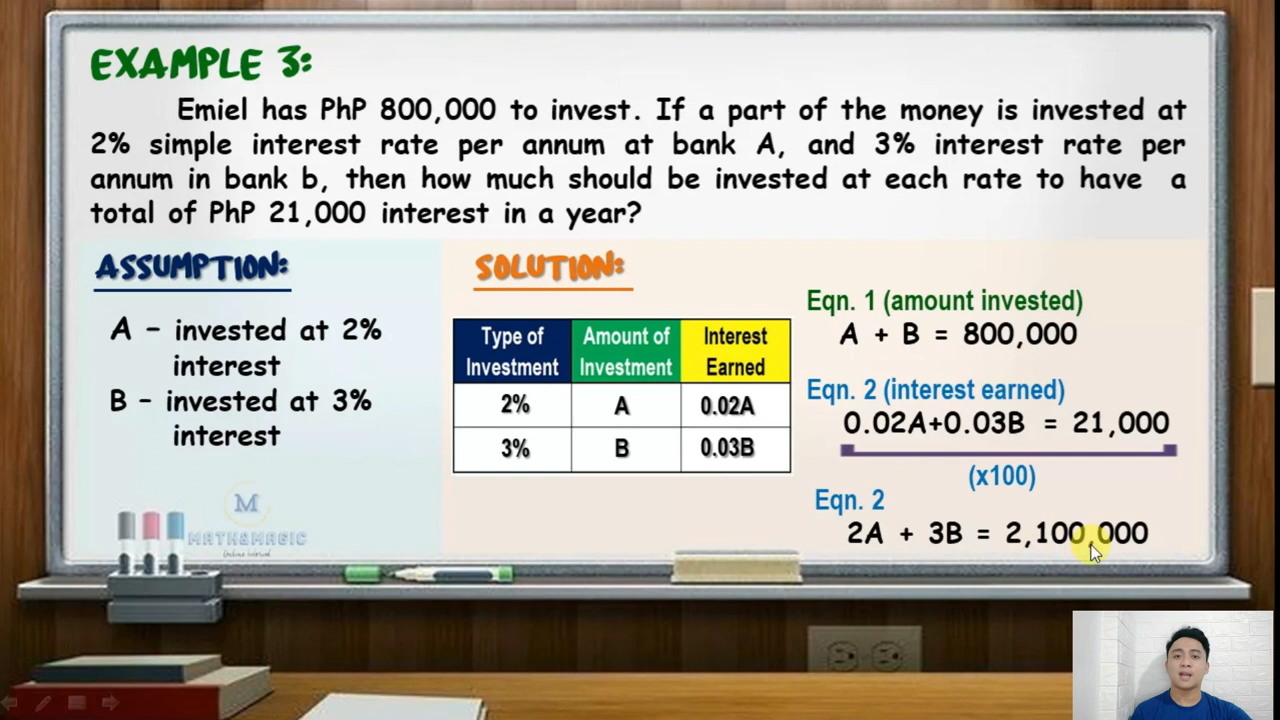 EXAMPLE 3:
Emiel has PhP 800,000 to invest. If a part of the money is invested at
2% simple interest rate per annum at bank A, and 3% interest rate per
annum in bank b, then how much should be invested at each rate to have a
total of PhP 21,000 interest in a year?
ASSUMPTION:
A – invested at 2%
interest
B – invested at 3%
interest
SOLUTION:
Type of Investment | Amount of Investment | Interest Earned
2% | A | 0.02A
3% | B | 0.03B
Eqn. 1 (amount invested)
A + B = 800,000
Eqn. 2 (interest earned)
0.02A+0.03B = 21,000
(x100)
Eqn. 2
2A + 3B = 2,100,000
M
MATH&MAGIC
Online tutorial